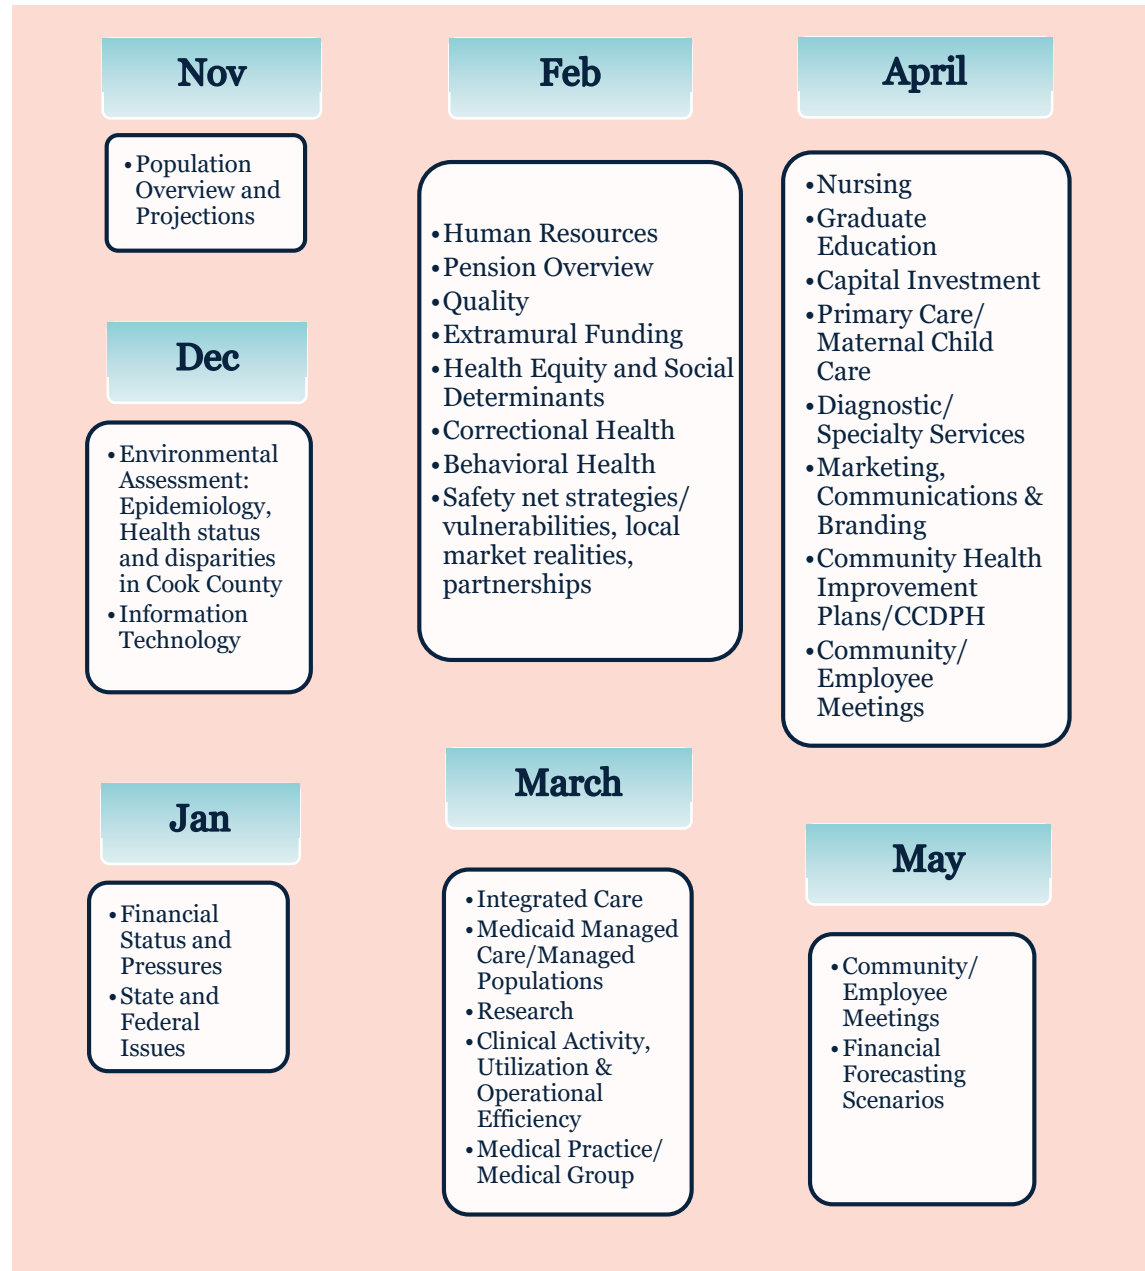 Nov
•Population
Overview and
Projections
Dec
•Environmental
Assessment:
Epidemiology,
Health status
and disparities
in Cook County
•Information
Technology
Jan
•Financial
Status and
Pressures
•State and
Federal
Issues
Feb
•Human Resources
•Pension Overview
•Quality
•Extramural Funding
•Health Equity and Social
Determinants
•Correctional Health
•Behavioral Health
•Safety net strategies/
vulnerabilities, local
market realities,
partnerships
March
•Integrated Care
•Medicaid Managed
Care/Managed
Populations
•Research
•Clinical Activity,
Utilization &
Operational
Efficiency
•Medical Practice/
Medical Group
April
•Nursing
•Graduate
Education
•Capital Investment
•Primary Care/
Maternal Child
Care
•Diagnostic/
Specialty Services
•Marketing,
Communications &
Branding
•Community Health
Improvement
Plans/CCDPH
•Community/
Employee
Meetings
May
•Community/
Employee
Meetings
•Financial
Forecasting
Scenarios